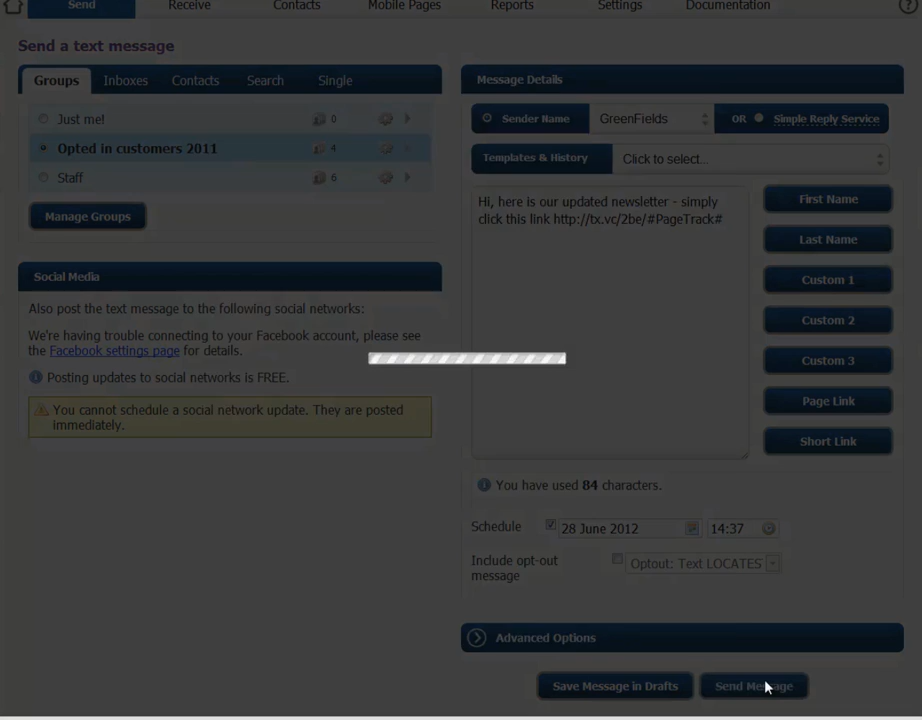 Send
Receive
Contacts
Mobile Pages
Reports
Settings
Documentation
Send a text message
Groups
Inboxes
Contacts
Search
Single
Just me!
0
Opted in customers 2011
4
Staff
6
Manage Groups
Social Media
Also post the text message to the following social networks:
We're having trouble connecting to your Facebook account, please see
the Facebook settings page for details.
Posting updates to social networks is FREE.
You cannot schedule a social network update. They are posted
immediately.
Message Details
Sender Name
GreenFields
OR
Simple Reply Service
Templates & History
Click to select...
Hi, here is our updated newsletter - simply
click this link http://tx.vc/2be/#PageTrack#
First Name
Last Name
Custom 1
Custom 2
Custom 3
Page Link
Short Link
You have used 84 characters.
Schedule
28 June 2012
14:37
Include opt-out
message
Optout: Text LOCATES
Advanced Options
Save Message in Drafts
Send Message